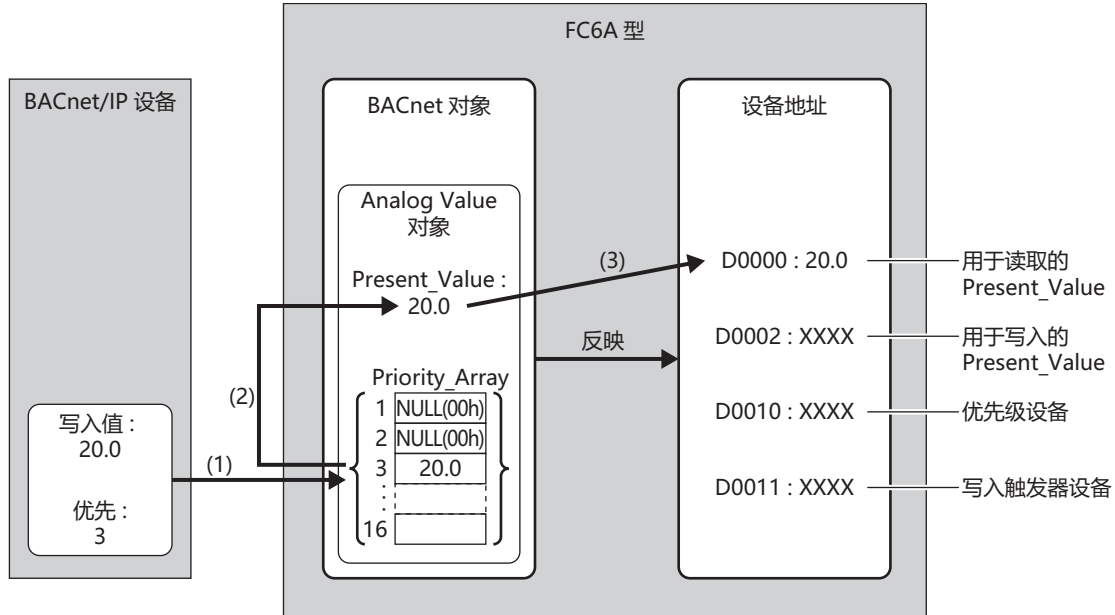 FC6A 型
BACnet/IP 设备
写入值 :
20.0
优先 :
3
(1)
(2)
BACnet 对象
Analog Value
对象
Present_Value :
20.0
Priority_Array
1 NULL(00h)
2 NULL(00h)
3 20.0
:
:
16
(3)
反映
设备地址
D0000 : 20.0
D0002 : XXXX
D0010 : XXXX
D0011 : XXXX
用于读取的
Present_Value
用于写入的
Present_Value
优先级设备
写入触发器设备